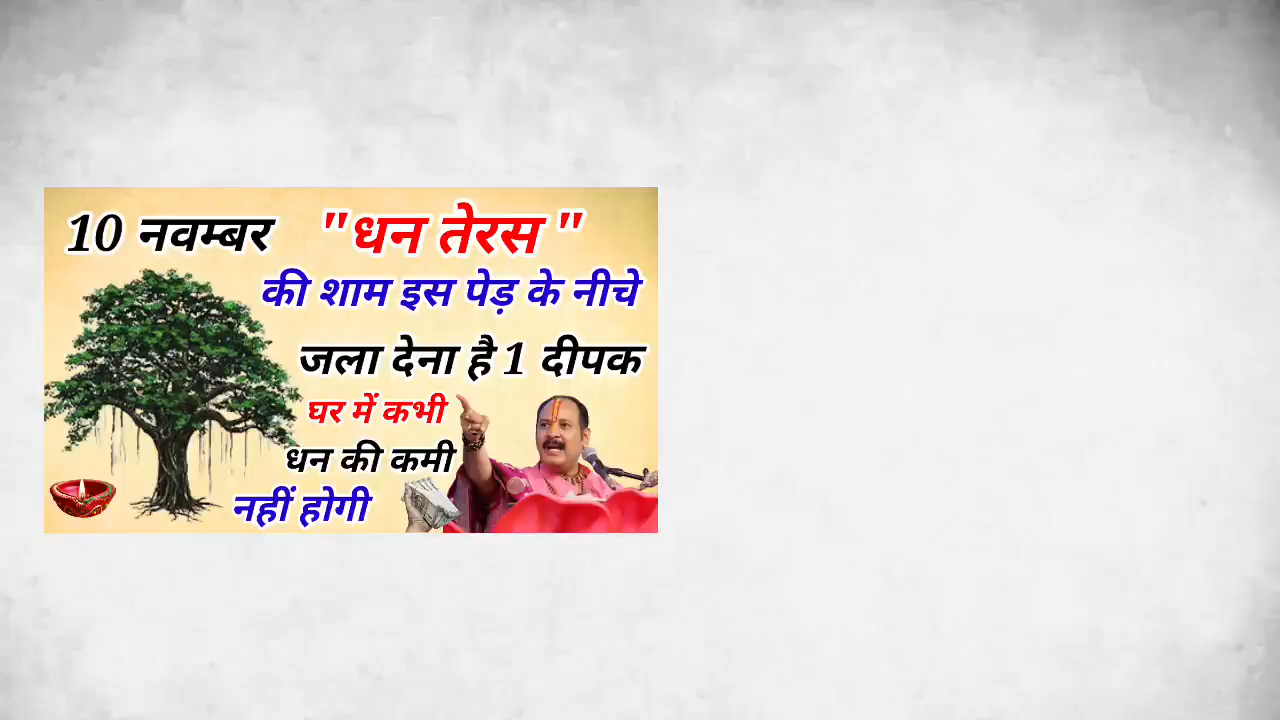 10 नवम्बर "धन तेरस "
की शाम इस पेड़ के नीचे
जला देना है 1 दीपक
घर में कभी
धन की कमी
नहीं होगी